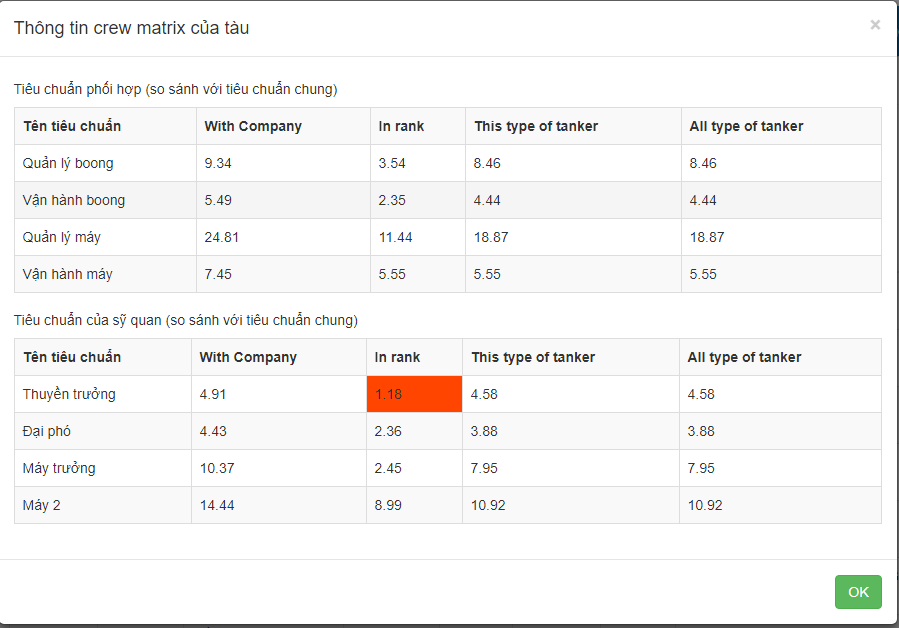 Thông tin crew matrix của tàu ×
Tiêu chuẩn phối hợp (so sánh với tiêu chuẩn chung)
Tên tiêu chuẩn With Company In rank This type of tanker All type of tanker
Quản lý boong 9.34 3.54 8.46 8.46
Vận hành boong 5.49 2.35 4.44 4.44
Quản lý máy 24.81 11.44 18.87 18.87
Vận hành máy 7.45 5.55 5.55 5.55
Tiêu chuẩn của sỹ quan (so sánh với tiêu chuẩn chung)
Tên tiêu chuẩn With Company In rank This type of tanker All type of tanker
Thuyền trưởng 4.91 1.18 4.58 4.58
Đại phó 4.43 2.36 3.88 3.88
Máy trưởng 10.37 2.45 7.95 7.95
Máy 2 14.44 8.99 10.92 10.92
OK